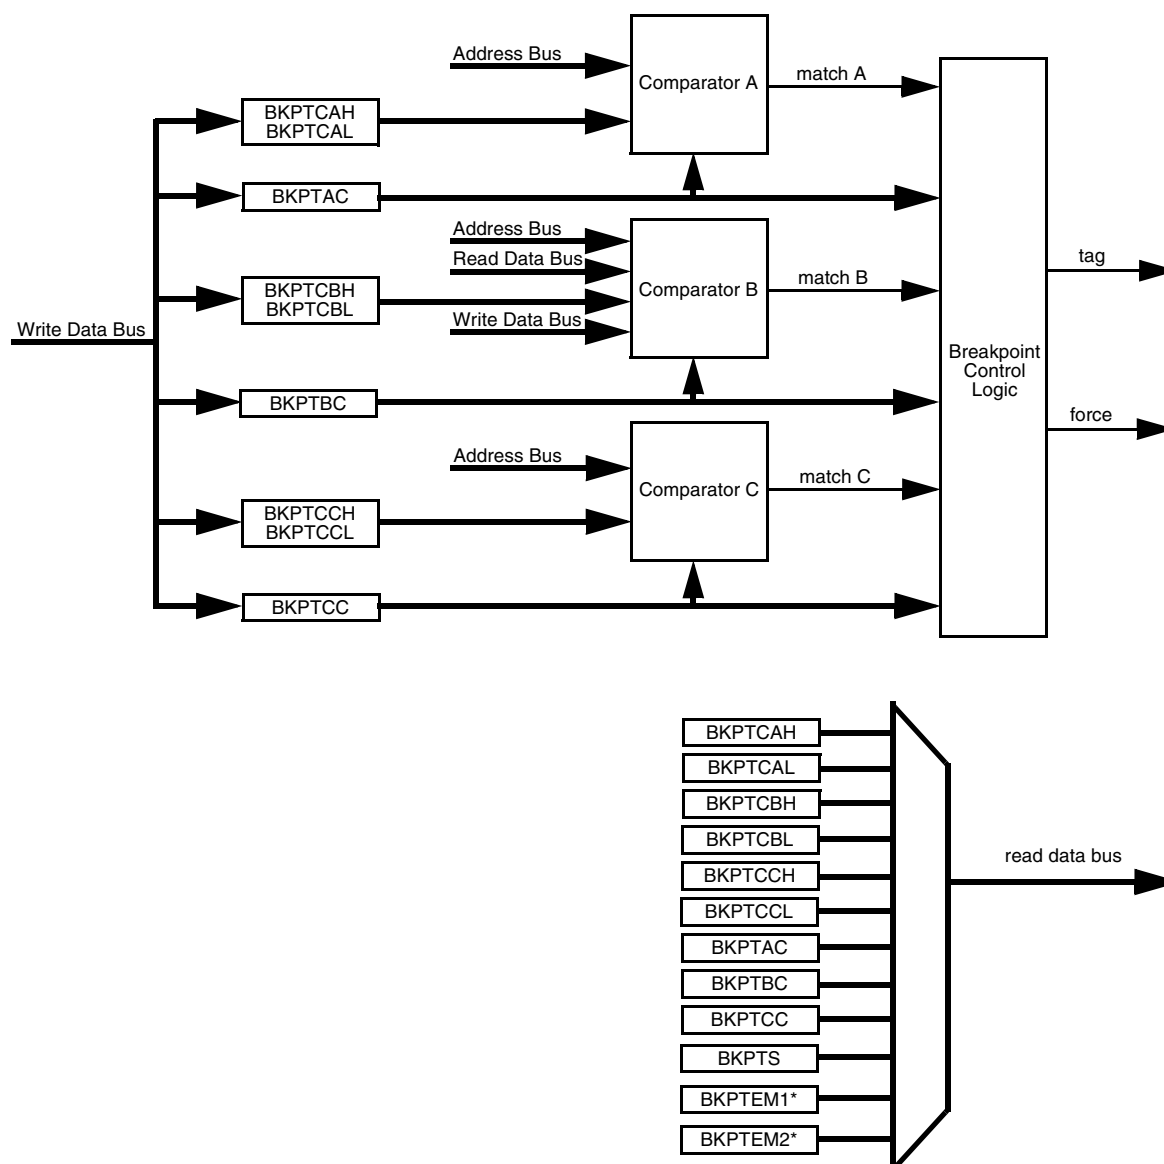 Address Bus
Comparator A
match A
BKPTCAH
BKPTCAL
BKPTAC
Address Bus
Read Data Bus
BKPTCBH
BKPTCBL
Comparator B
match B
tag
Write Data Bus
Write Data Bus
Breakpoint
Control
Logic
BKPTBC
force
Address Bus
Comparator C
match C
BKPTCCH
BKPTCCL
BKPTCC
BKPTCAH
BKPTCAL
BKPTCBH
BKPTCBL
read data bus
BKPTCCH
BKPTCCL
BKPTAC
BKPTBC
BKPTCC
BKPTS
BKPTEM1*
BKPTEM2*